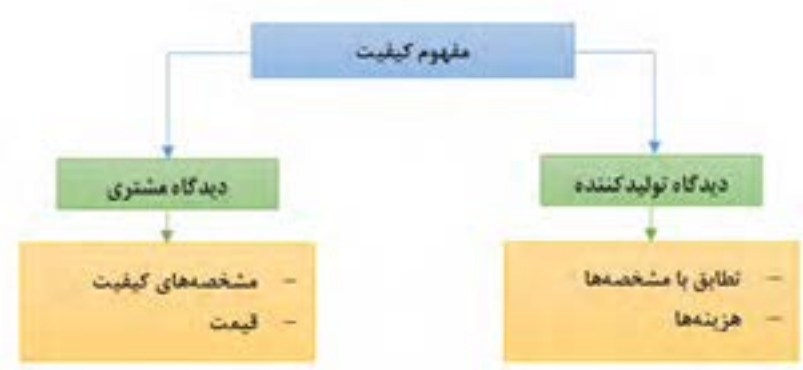 مفهوم کیفیت
دیدگاه تولیدکننده
- تطابق با مشخصه‌ها
- هزینه‌ها
دیدگاه مشتری
- مشخصه‌های کیفیت
- قیمت